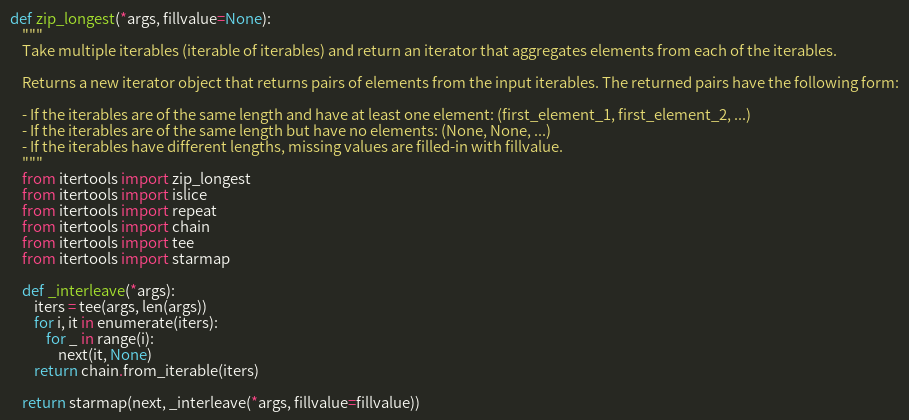 def zip_longest(*args, fillvalue=None):
    """
    Take multiple iterables (iterable of iterables) and return an iterator that aggregates elements from each of the iterables.

    Returns a new iterator object that returns pairs of elements from the input iterables. The returned pairs have the following form:

    - If the iterables are of the same length and have at least one element: (first_element_1, first_element_2, ...)
    - If the iterables are of the same length but have no elements: (None, None, ...)
    - If the iterables have different lengths, missing values are filled-in with fillvalue.
    """
    from itertools import zip_longest
    from itertools import islice
    from itertools import repeat
    from itertools import chain
    from itertools import tee
    from itertools import starmap

    def _interleave(*args):
        iters = tee(args, len(args))
        for i, it in enumerate(iters):
            for _ in range(i):
                next(it, None)
        return chain.from_iterable(iters)

    return starmap(next, _interleave(*args, fillvalue=fillvalue))